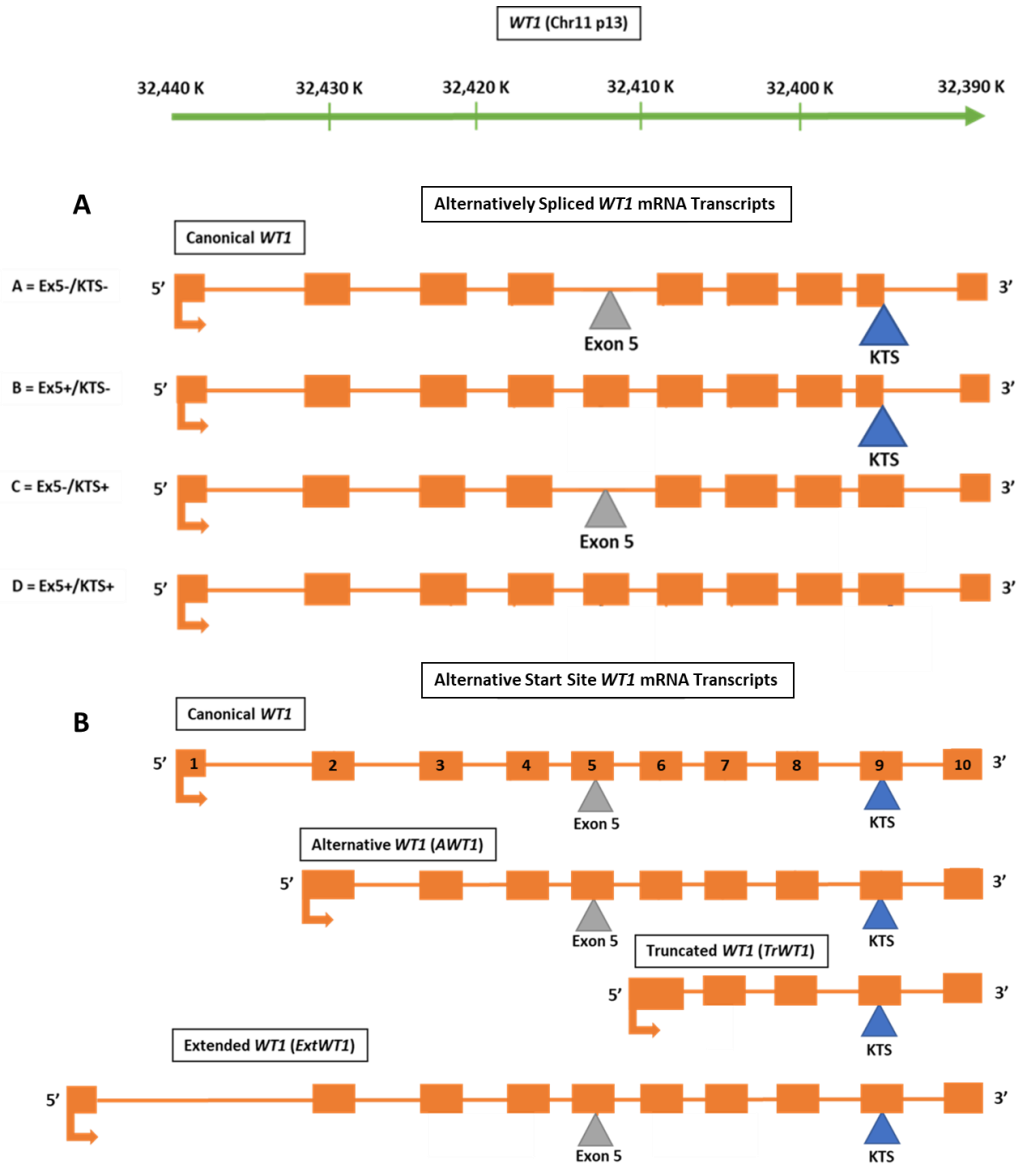 WT1 (Chr11 p13)
32,440 K 32,430 K 32,420 K 32,410 K 32,400 K 32,390 K
A
Alternatively Spliced WT1 mRNA Transcripts
Canonical WT1
A = Ex5-/KTS- 5’ 3’
Exon 5 KTS
B = Ex5+/KTS- 5’ 3’
KTS
C = Ex5-/KTS+ 5’ 3’
Exon 5
D = Ex5+/KTS+ 5’ 3’
Alternative Start Site WT1 mRNA Transcripts
B
Canonical WT1
5’ 1 2 3 4 5 6 7 8 9 10 3’
Exon 5 KTS
Alternative WT1 (AWT1)
5’ 3’
Exon 5 KTS
Truncated WT1 (TrWT1)
5’ 3’
KTS
Extended WT1 (ExtWT1)
5’ 3’
Exon 5 KTS